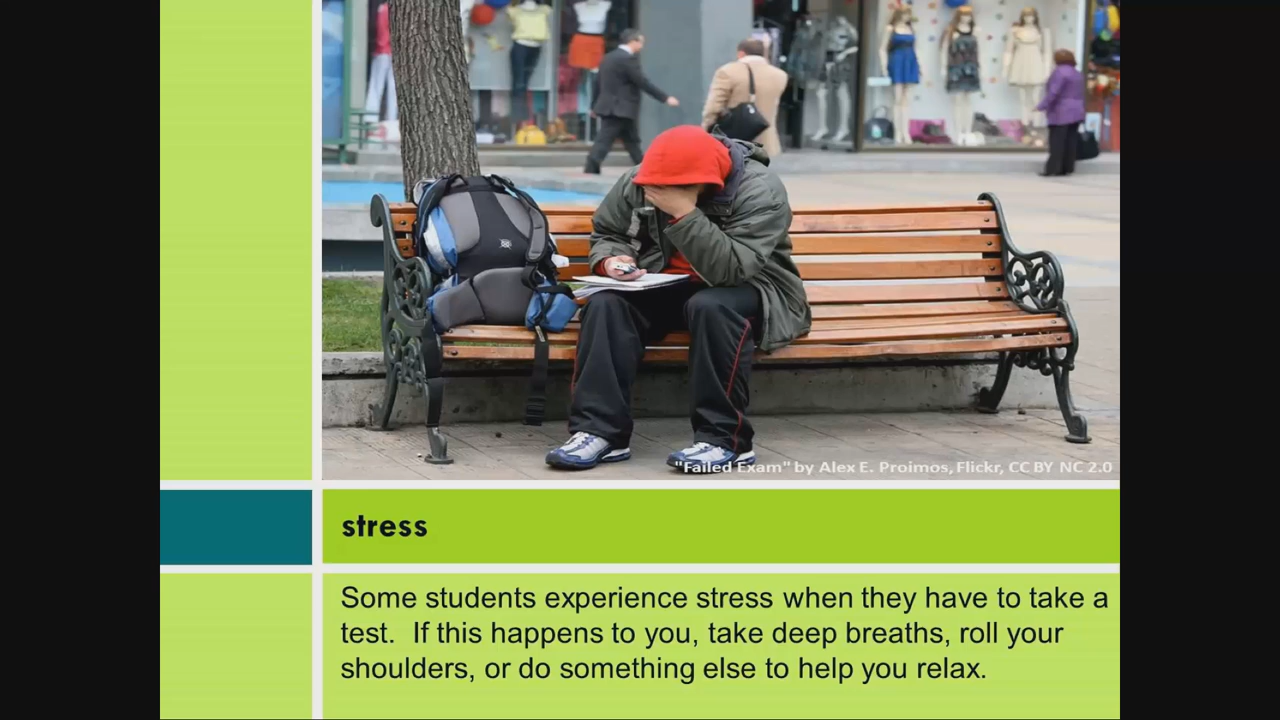 "Failed Exam" by Alex E. Proimos, Flickr, CC BY NC 2.0
stress
Some students experience stress when they have to take a
test.  If this happens to you, take deep breaths, roll your
shoulders, or do something else to help you relax.